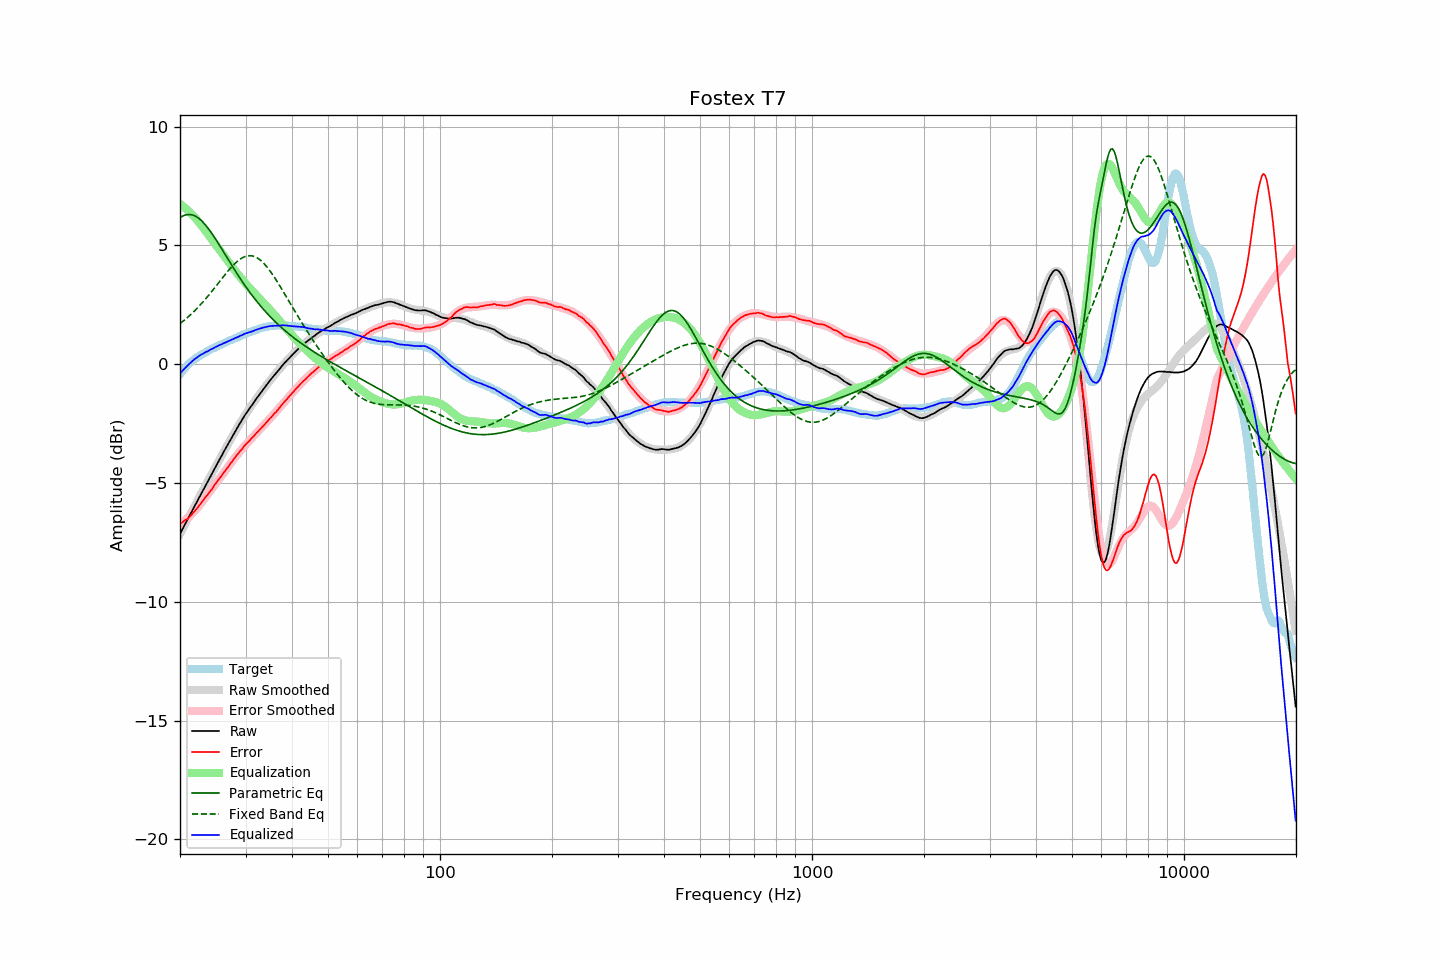 Fostex T7
10
5
0
−5
−10
−15
−20
Amplitude (dBr)
Target
Raw Smoothed
Error Smoothed
Raw
Error
Equalization
Parametric Eq
Fixed Band Eq
Equalized
100
1000
10000
Frequency (Hz)